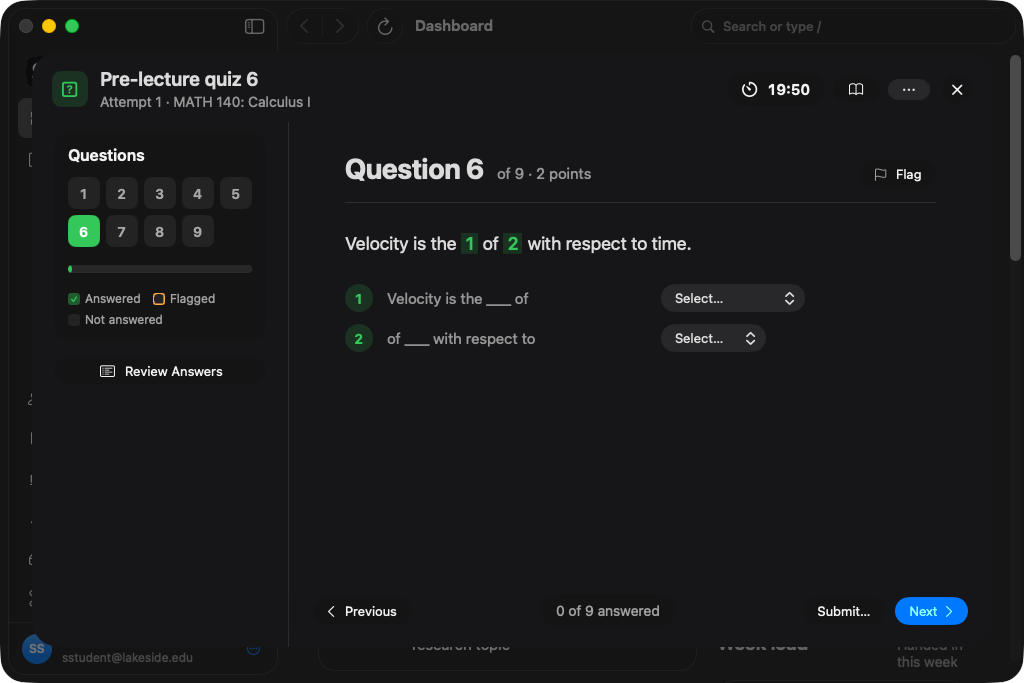 Dashboard
Search or type /
Pre-lecture quiz 6
Attempt 1 · MATH 140: Calculus I
19:50
Questions
1 2 3 4 5
6 7 8 9
Answered Flagged
Not answered
Review Answers
Question 6 of 9 · 2 points
Flag
Velocity is the 1 of 2 with respect to time.
1 Velocity is the ___ of Select...
2 of ___ with respect to Select...
Previous
0 of 9 answered
Submit...
Next
SS
sstudent@lakeside.edu
research topic
Week load
Handed in
this week